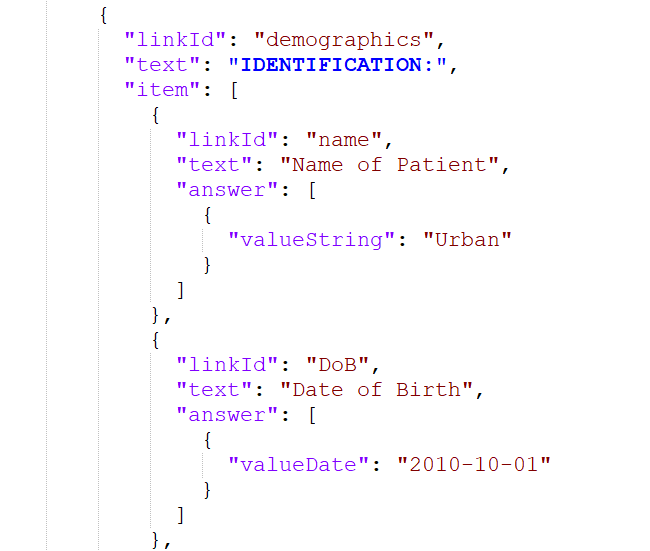 {
"linkId": "demographics",
"text": "IDENTIFICATION:",
"item": [
{
"linkId": "name",
"text": "Name of Patient",
"answer": [
{
"valueString": "Urban"
}
]
},
{
"linkId": "DoB",
"text": "Date of Birth",
"answer": [
{
"valueDate": "2010-10-01"
}
]
},